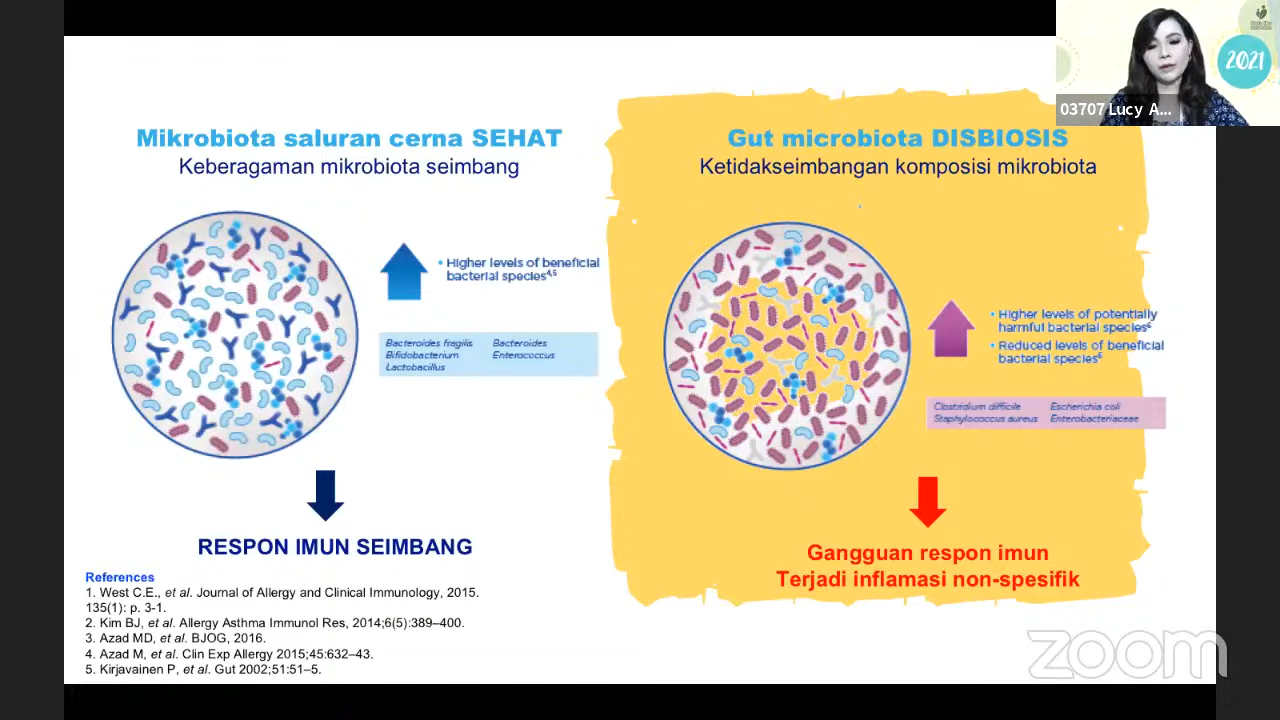 Mikrobiota saluran cerna SEHAT
Keberagaman mikrobiota seimbang
Higher levels of beneficial
bacterial species4,5
Bacteroides fragilis Bacteroides
Bifidobacterium Enterococcus
Lactobacillus
RESPON IMUN SEIMBANG
References
1. West C.E., et al. Journal of Allergy and Clinical Immunology, 2015.
135(1): p. 3-1.
2. Kim BJ, et al. Allergy Asthma Immunol Res, 2014;6(5):389–400.
3. Azad MD, et al. BJOG, 2016.
4. Azad M, et al. Clin Exp Allergy 2015;45:632–43.
5. Kirjavainen P, et al. Gut 2002;51:51–5.
Gut microbiota DISBIOSIS
Ketidakseimbangan komposisi mikrobiota
• Higher levels of potentially
harmful bacterial species6
• Reduced levels of beneficial
bacterial species6
Clostridium difficile Escherichia coli
Staphylococcus aureus Enterobacteriaceae
Gangguan respon imun
Terjadi inflamasi non-spesifik
2021
03707 Lucy A...
zoom